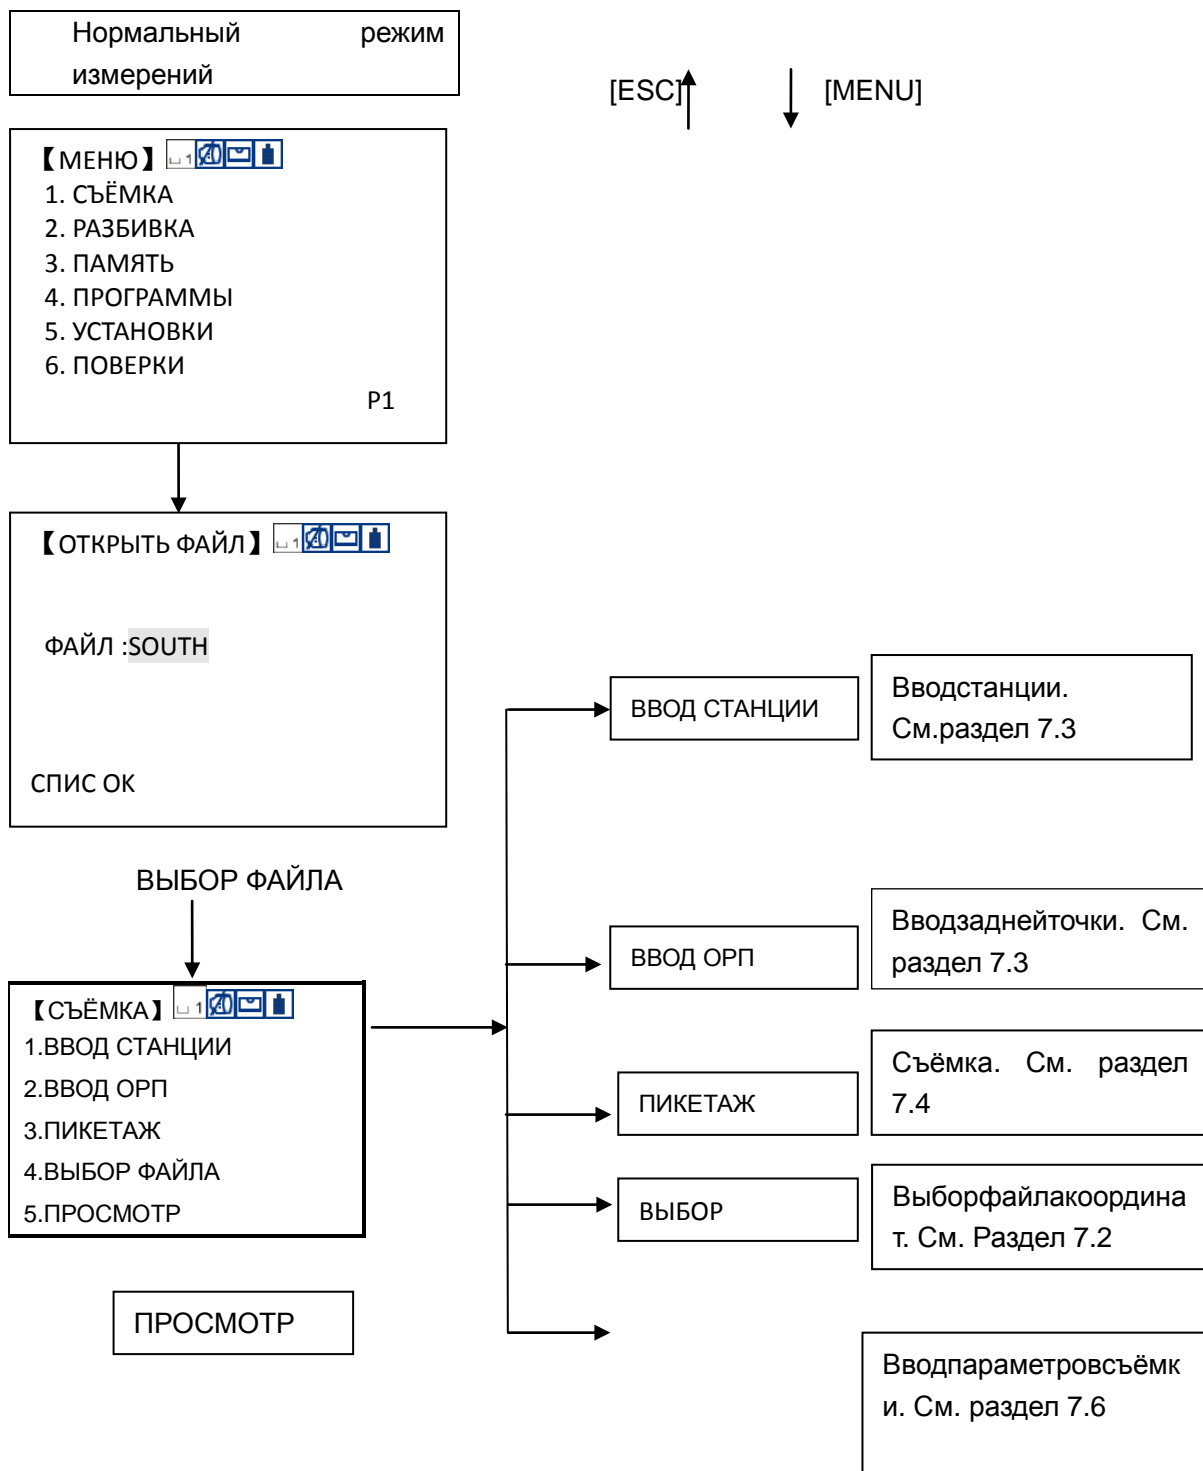 Нормальный режим
измерений
[ESC] [MENU]
【МЕНЮ】
1. СЪЁМКА
2. РАЗБИВКА
3. ПАМЯТЬ
4. ПРОГРАММЫ
5. УСТАНОВКИ
6. ПОВЕРКИ
P1
【ОТКРЫТЬ ФАЙЛ】
ФАЙЛ :SOUTH
СПИС ОК
ВЫБОР ФАЙЛА
【СЪЁМКА】
1.ВВОД СТАНЦИИ
2.ВВОД ОРП
3.ПИКЕТАЖ
4.ВЫБОР ФАЙЛА
5.ПРОСМОТР
ПРОСМОТР
ВВОД СТАНЦИИ
Вводстанции.
См.раздел 7.3
ВВОД ОРП
Вводзаднейточки. См.
раздел 7.3
ПИКЕТАЖ
Съёмка. См. раздел
7.4
ВЫБОР
Выборфайлакоордина
т. См. Раздел 7.2
Вводпараметровсъёмк
и. См. раздел 7.6